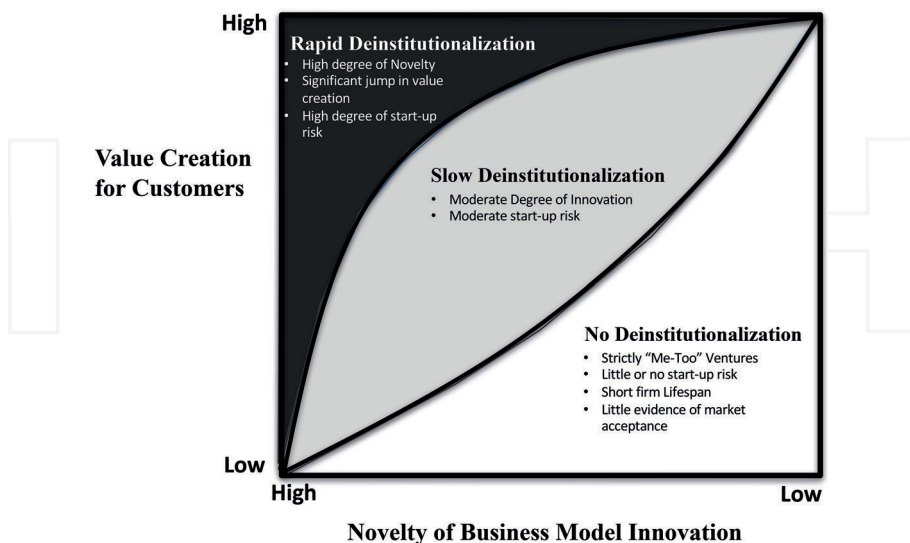 High
Rapid Deinstitutionalization
• High degree of Novelty
• Significant jump in value
creation
• High degree of start-up
risk
Value Creation
for Customers
Slow Deinstitutionalization
• Moderate Degree of Innovation
• Moderate start-up risk
No Deinstitutionalization
• Strictly “Me-Too” Ventures
• Little or no start-up risk
• Short firm Lifespan
• Little evidence of market
acceptance
Low
High
Low
Novelty of Business Model Innovation